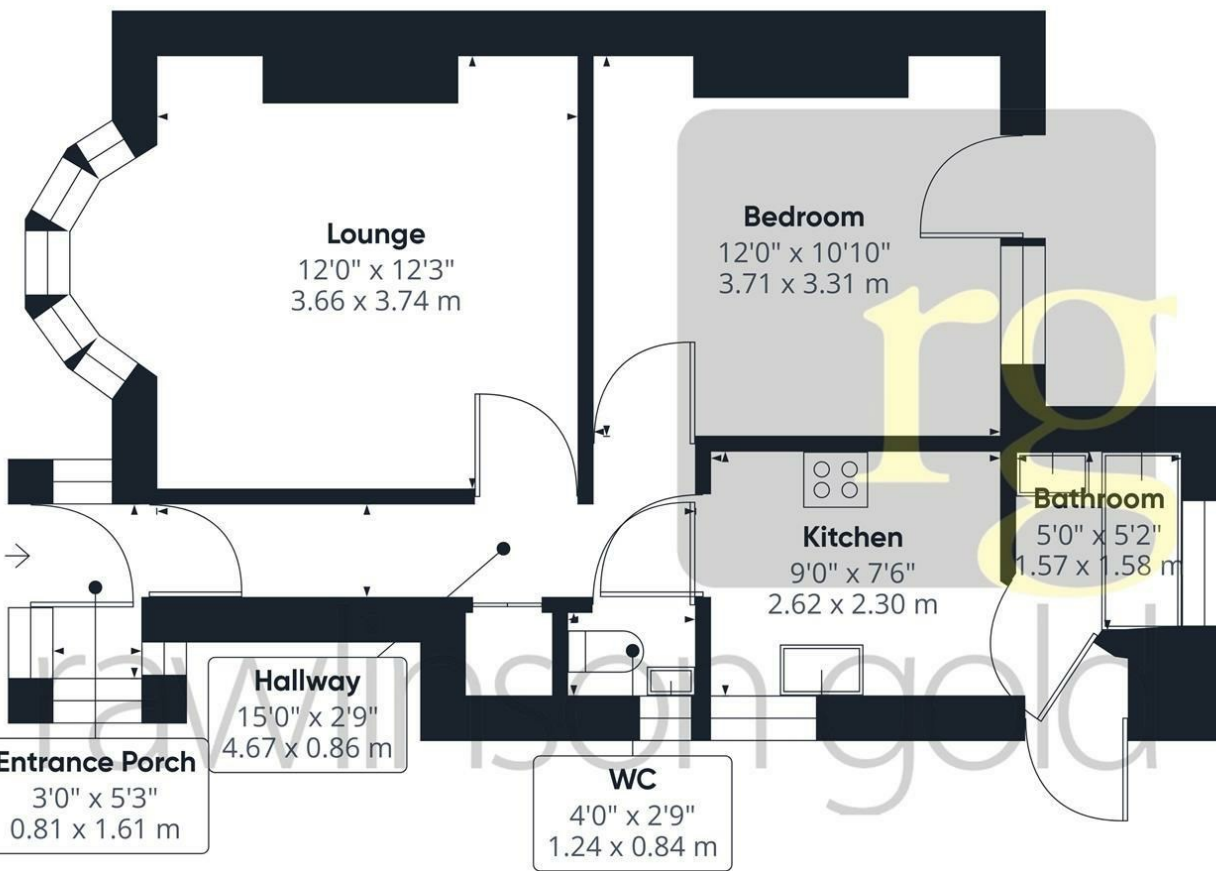 Lounge
12'0" x 12'3"
3.66 x 3.74 m
Bedroom
12'0" x 10'10"
3.71 x 3.31 m
rg
Kitchen
9'0" x 7'6"
2.62 x 2.30 m
Bathroom
5'0" x 5'2"
1.57 x 1.58 m
rawlinson gold
Hallway
15'0" x 2'9"
4.67 x 0.86 m
Entrance Porch
3'0" x 5'3"
0.81 x 1.61 m
WC
4'0" x 2'9"
1.24 x 0.84 m